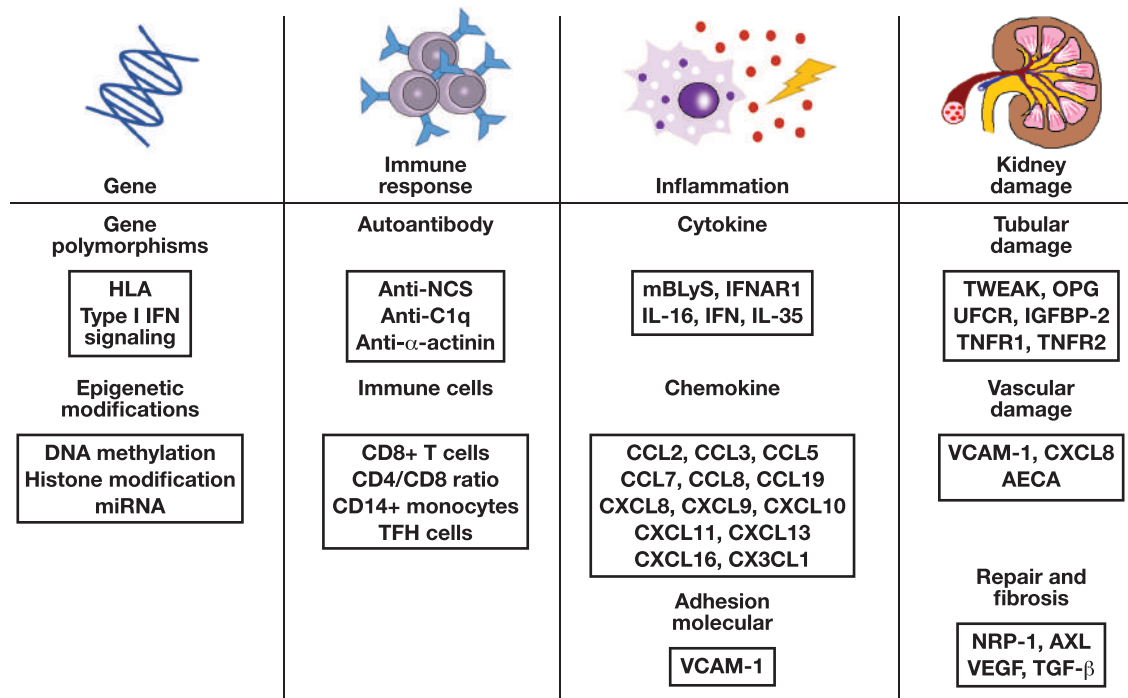 Gene
Immune
response
Inflammation
Kidney
damage
Gene
polymorphisms
HLA
Type I IFN
signaling
Epigenetic
modifications
DNA methylation
Histone modification
miRNA
Autoantibody
Anti-NCS
Anti-C1q
Anti-α-actinin
Immune cells
CD8+ T cells
CD4/CD8 ratio
CD14+ monocytes
TFH cells
Cytokine
mBLyS, IFNAR1
IL-16, IFN, IL-35
Chemokine
CCL2, CCL3, CCL5
CCL7, CCL8, CCL19
CXCL8, CXCL9, CXCL10
CXCL11, CXCL13
CXCL16, CX3CL1
Adhesion
molecular
VCAM-1
Tubular
damage
TWEAK, OPG
UFCR, IGFBP-2
TNFR1, TNFR2
Vascular
damage
VCAM-1, CXCL8
AECA
Repair and
fibrosis
NRP-1, AXL
VEGF, TGF-β